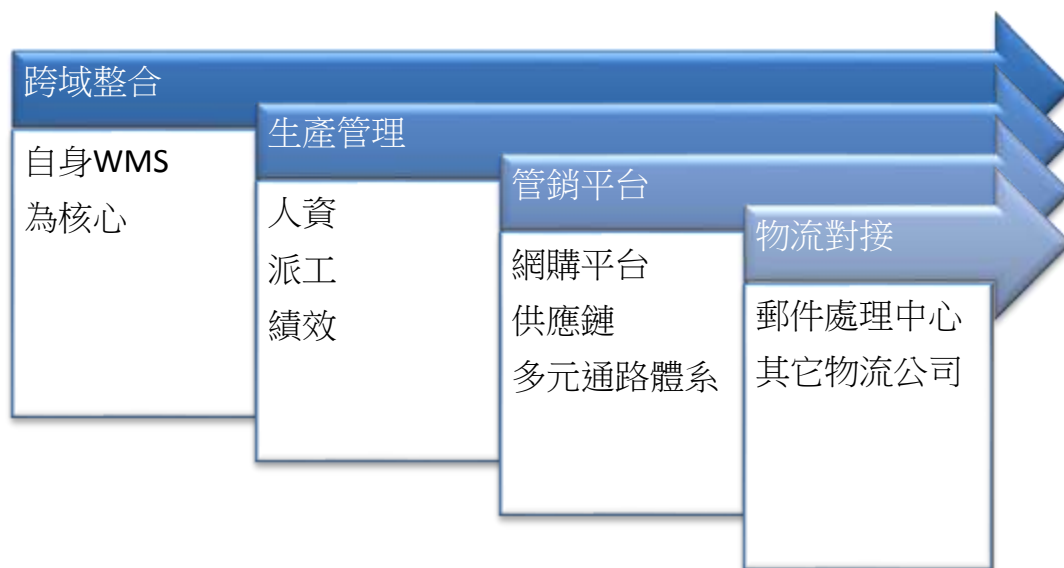 跨域整合
自身WMS
為核心
生產管理
人資
派工
績效
管銷平台
網購平台
供應鏈
多元通路體系
物流對接
郵件處理中心
其它物流公司